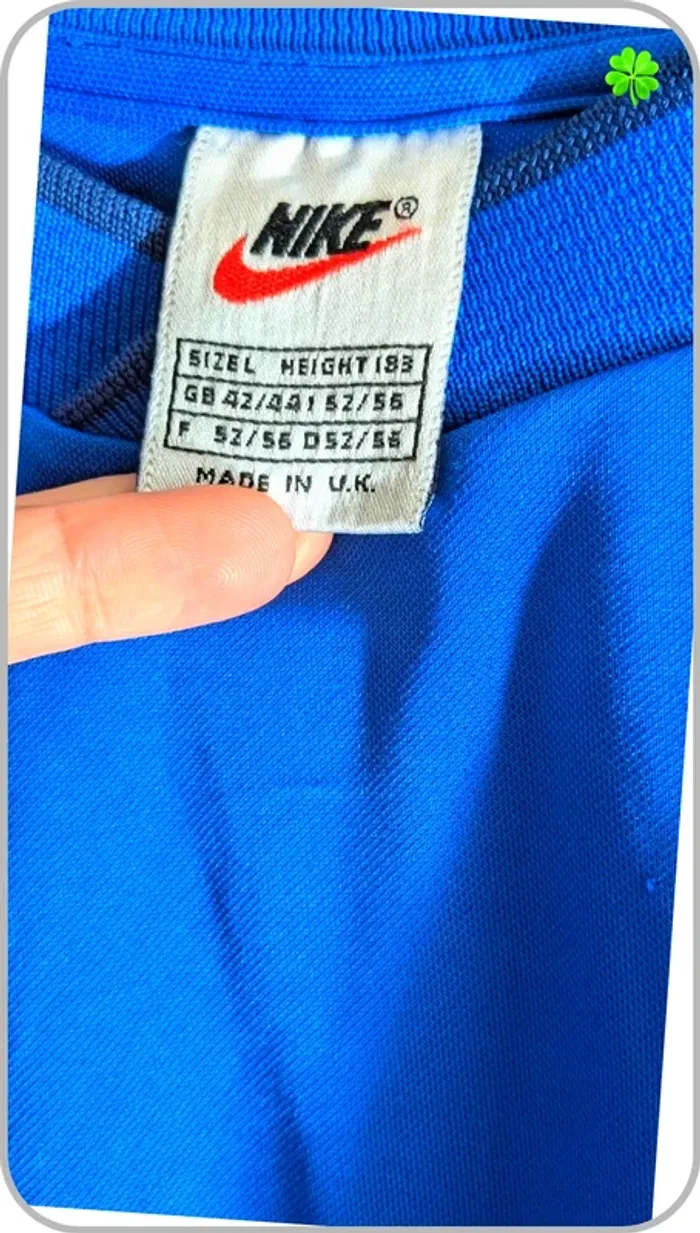 NIKE®
SIZE L HEIGHT 183
GB 42/44 I 52/56
F 52/56 D 52/56
MADE IN U.K.